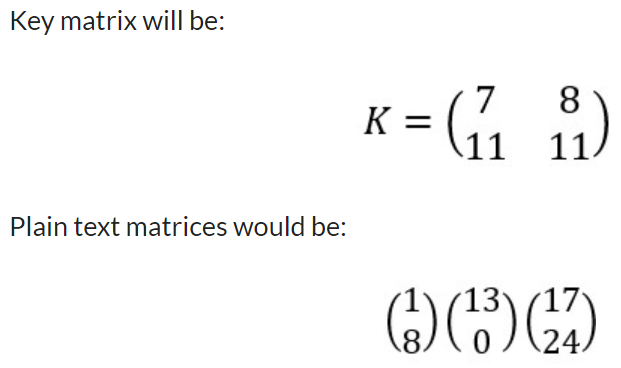 Key matrix will be:
K = (7 8
11 11)
Plain text matrices would be:
(1 8) (13 0) (17 24)